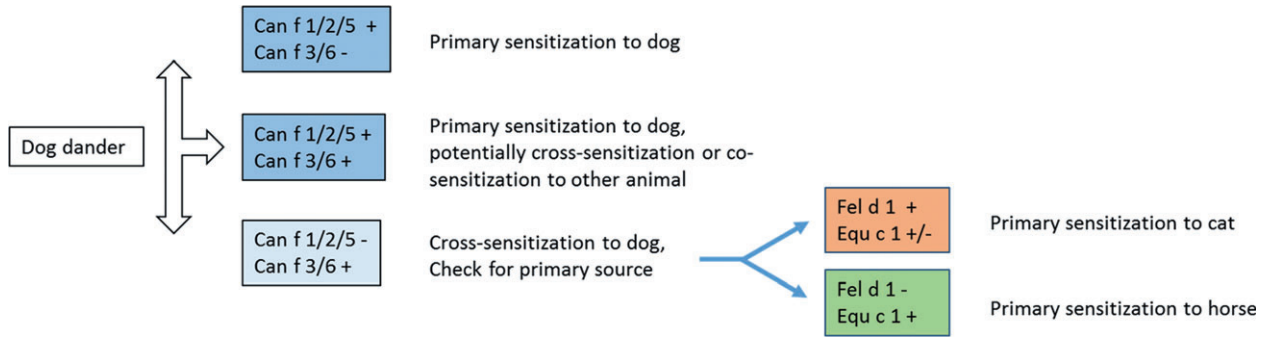 Dog dander
Can f 1/2/5 +
Can f 3/6 -
Primary sensitization to dog
Can f 1/2/5 +
Can f 3/6 +
Primary sensitization to dog,
potentially cross-sensitization or co-
sensitization to other animal
Can f 1/2/5 -
Can f 3/6 +
Cross-sensitization to dog,
Check for primary source
Fel d 1 +
Equ c 1 +/-
Primary sensitization to cat
Fel d 1 -
Equ c 1 +
Primary sensitization to horse